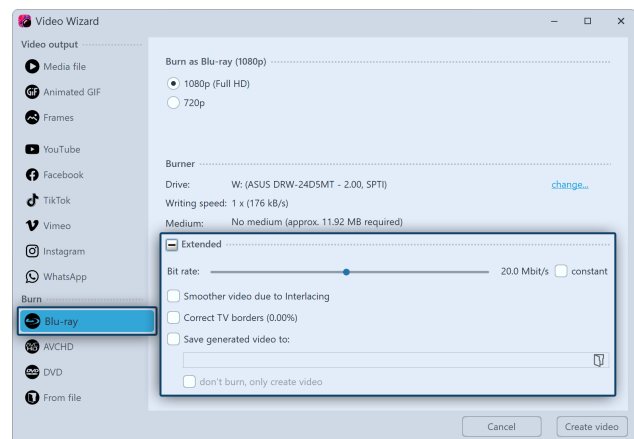 Video Wizard
Video output
Media file
GIF
Animated GIF
Frames
YouTube
Facebook
TikTok
Vimeo
Instagram
WhatsApp
Burn
Blu-ray
AVCHD
DVD
From file
Burn as Blu-ray (1080p)
1080p (Full HD)
720p
Burner
Drive: W: (ASUS DRW-24D5MT - 2.00, SPTI) change...
Writing speed: 1 x (176 kB/s)
Medium: No medium (approx. 11.92 MB required)
Extended
Bit rate: 20.0 Mbit/s constant
Smoother video due to Interlacing
Correct TV borders (0.00%)
Save generated video to:
don't burn, only create video
Cancel Create video